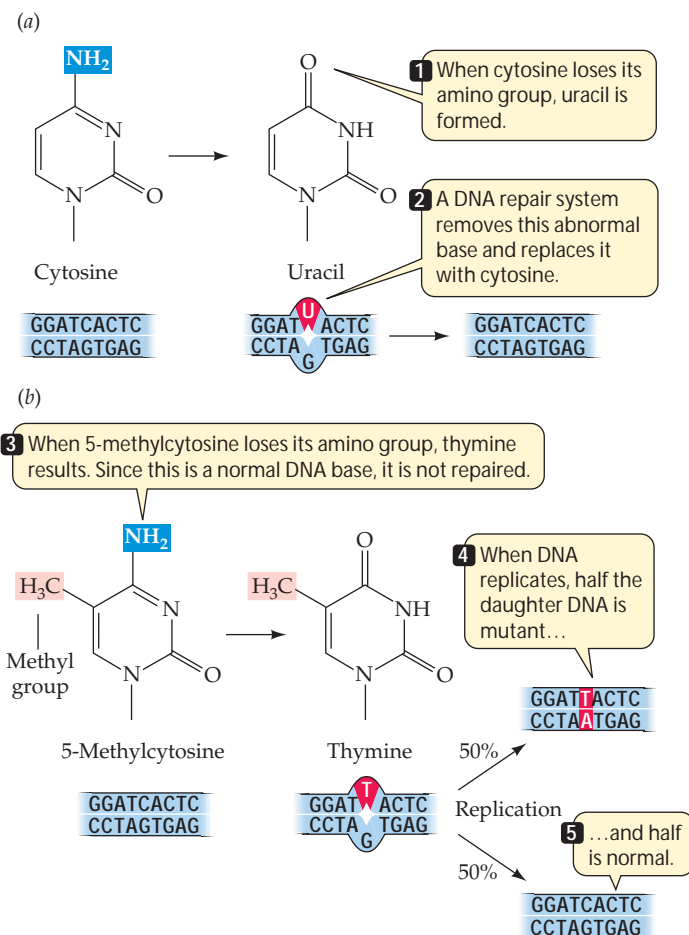 (a)
NH2
N
N
O
Cytosine
O
NH
N
O
Uracil
1 When cytosine loses its
amino group, uracil is
formed.
2 A DNA repair system
removes this abnormal
base and replaces it
with cytosine.
GGATCACTC
CCTAGTGAG
U
GGAT ACTC
CCTA TGAG
G
GGATCACTC
CCTAGTGAG
(b)
3 When 5-methylcytosine loses its amino group, thymine
results. Since this is a normal DNA base, it is not repaired.
NH2
H3C
N
N
O
Methyl
group
5-Methylcytosine
O
H3C
NH
N
O
Thymine
4 When DNA
replicates, half the
daughter DNA is
mutant…
GGATTACTC
CCTAATGAG
GGATCACTC
CCTAGTGAG
T
GGAT ACTC
CCTA TGAG
G
50%
Replication
50%
5 …and half
is normal.
GGATCACTC
CCTAGTGAG